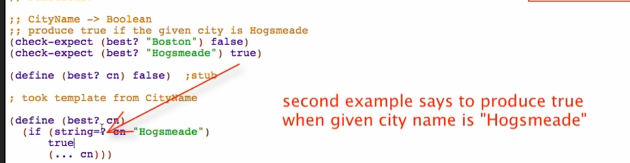 ;; CityName -> Boolean
;; produce true if the given city is Hogsmeade
(check-expect (best? "Boston") false)
(check-expect (best? "Hogsmeade") true)
(define (best? cn) false)  ;stub
; took template from CityName
(define (best? cn)
  (if (string=? cn "Hogsmeade")
      true
      (... cn)))
second example says to produce true
when given city name is "Hogsmeade"